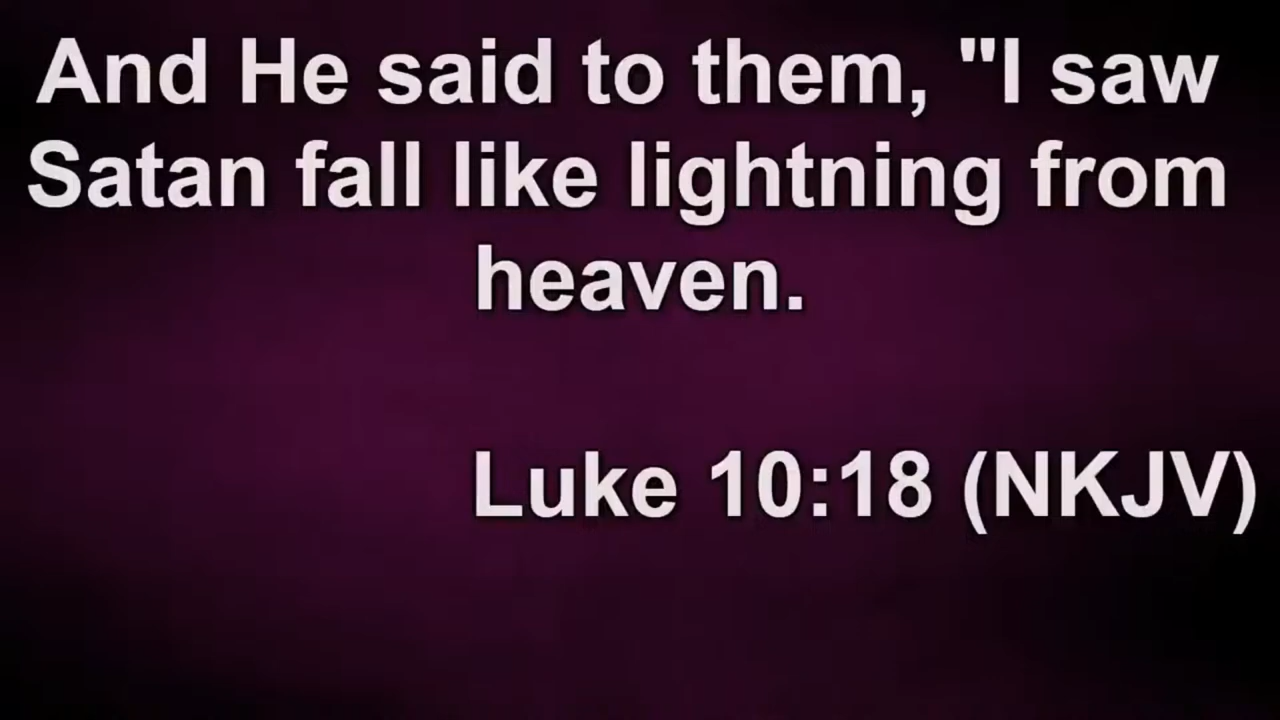 And He said to them, "I saw
Satan fall like lightning from
heaven.
Luke 10:18 (NKJV)